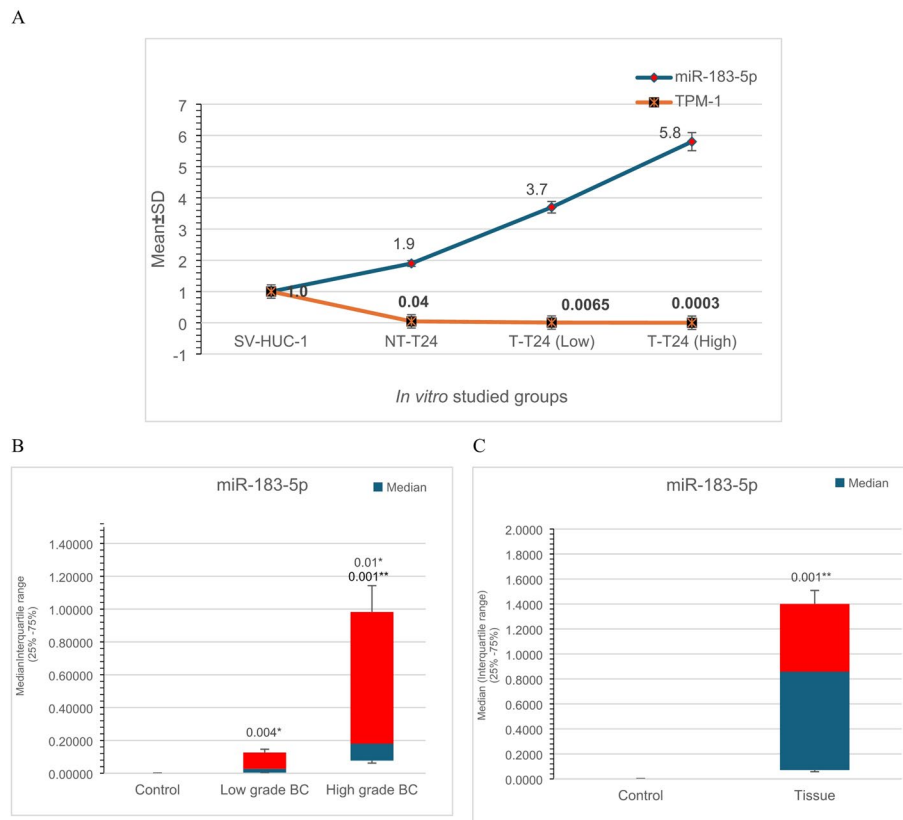 A
miR-183-5p
TPM-1
7
6
5
4
3
2
1
0
-1
Mean±SD
5.8
3.7
1.9
1.0
0.04
0.0065
0.0003
SV-HUC-1
NT-T24
T-T24 (Low)
T-T24 (High)
In vitro studied groups
B
miR-183-5p
Median
MedianInterquartile range
(25% -75%)
1.40000
1.20000
1.00000
0.80000
0.60000
0.40000
0.20000
0.00000
0.01*
0.001**
0.004*
Control
Low grade BC
High grade BC
C
miR-183-5p
Median
Median (Interquartile range)
(25% -75%)
2.0000
1.8000
1.6000
1.4000
1.2000
1.0000
0.8000
0.6000
0.4000
0.2000
0.0000
0.001**
Control
Tissue